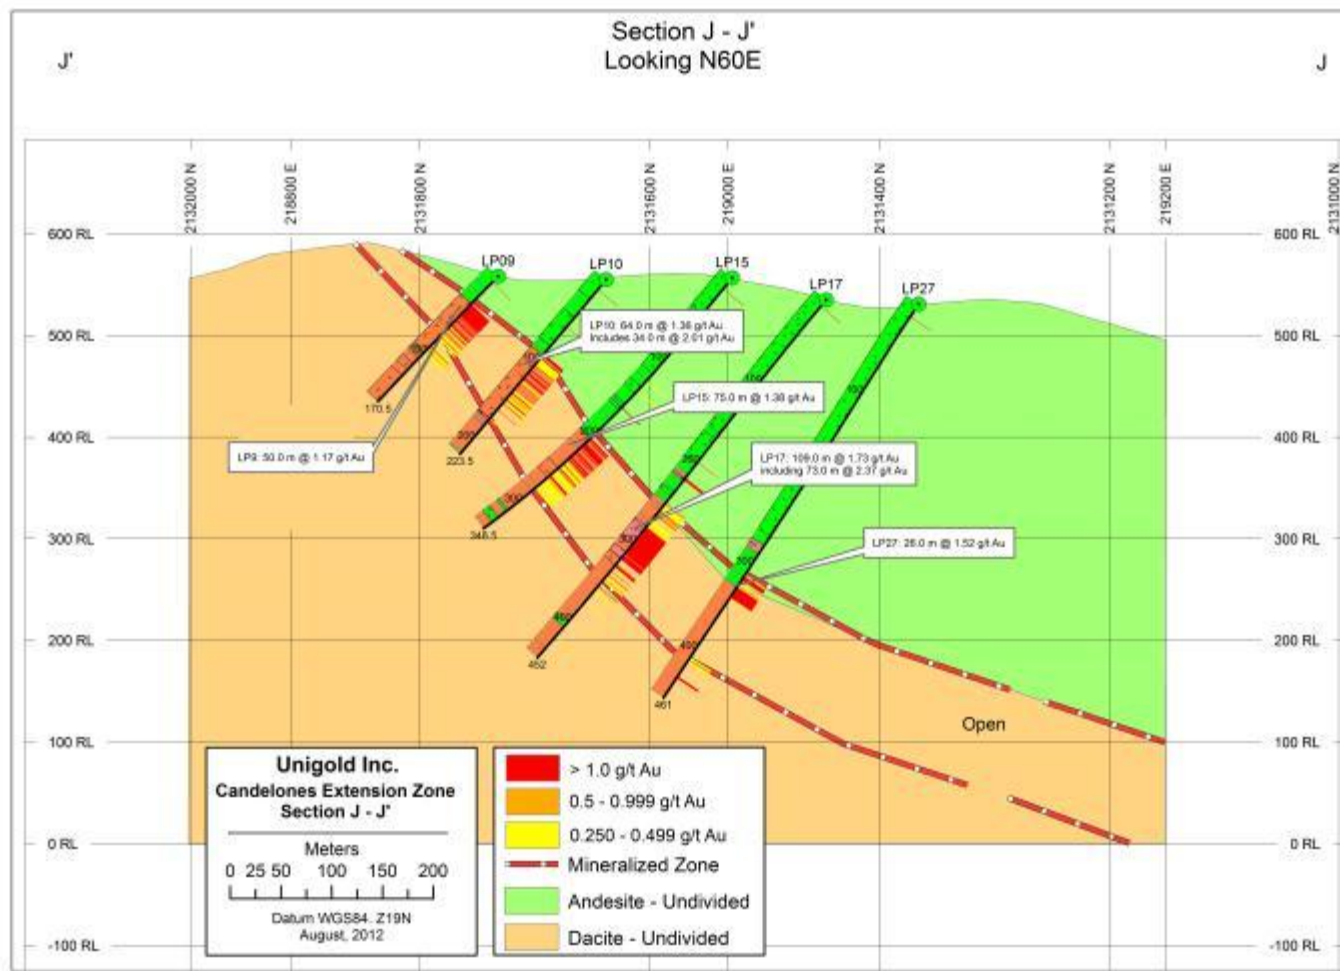 Section J - J'
Looking N60E
J'
J
2132000 N
218800 E
2131800 N
2131600 N
219000 E
2131400 N
2131200 N
219200 E
2131000 N
600 RL
600 RL
500 RL
500 RL
400 RL
400 RL
300 RL
300 RL
200 RL
200 RL
100 RL
100 RL
0 RL
0 RL
-100 RL
-100 RL
LP09
LP10
LP15
LP17
LP27
LP10: 64.0 m @ 1.36 g/t Au
Includes 34.0 m @ 2.01 g/t Au
LP15: 75.0 m @ 1.38 g/t Au
LP9: 50.0 m @ 1.17 g/t Au
LP17: 109.0 m @ 1.73 g/t Au
including 73.0 m @ 2.37 g/t Au
LP27: 26.0 m @ 1.52 g/t Au
170.5
223.5
348.5
452
461
Open
Unigold Inc.
Candelones Extension Zone
Section J - J'
Meters
0 25 50 100 150 200
Datum WGS84. Z19N
August, 2012
> 1.0 g/t Au
0.5 - 0.999 g/t Au
0.250 - 0.499 g/t Au
Mineralized Zone
Andesite - Undivided
Dacite - Undivided